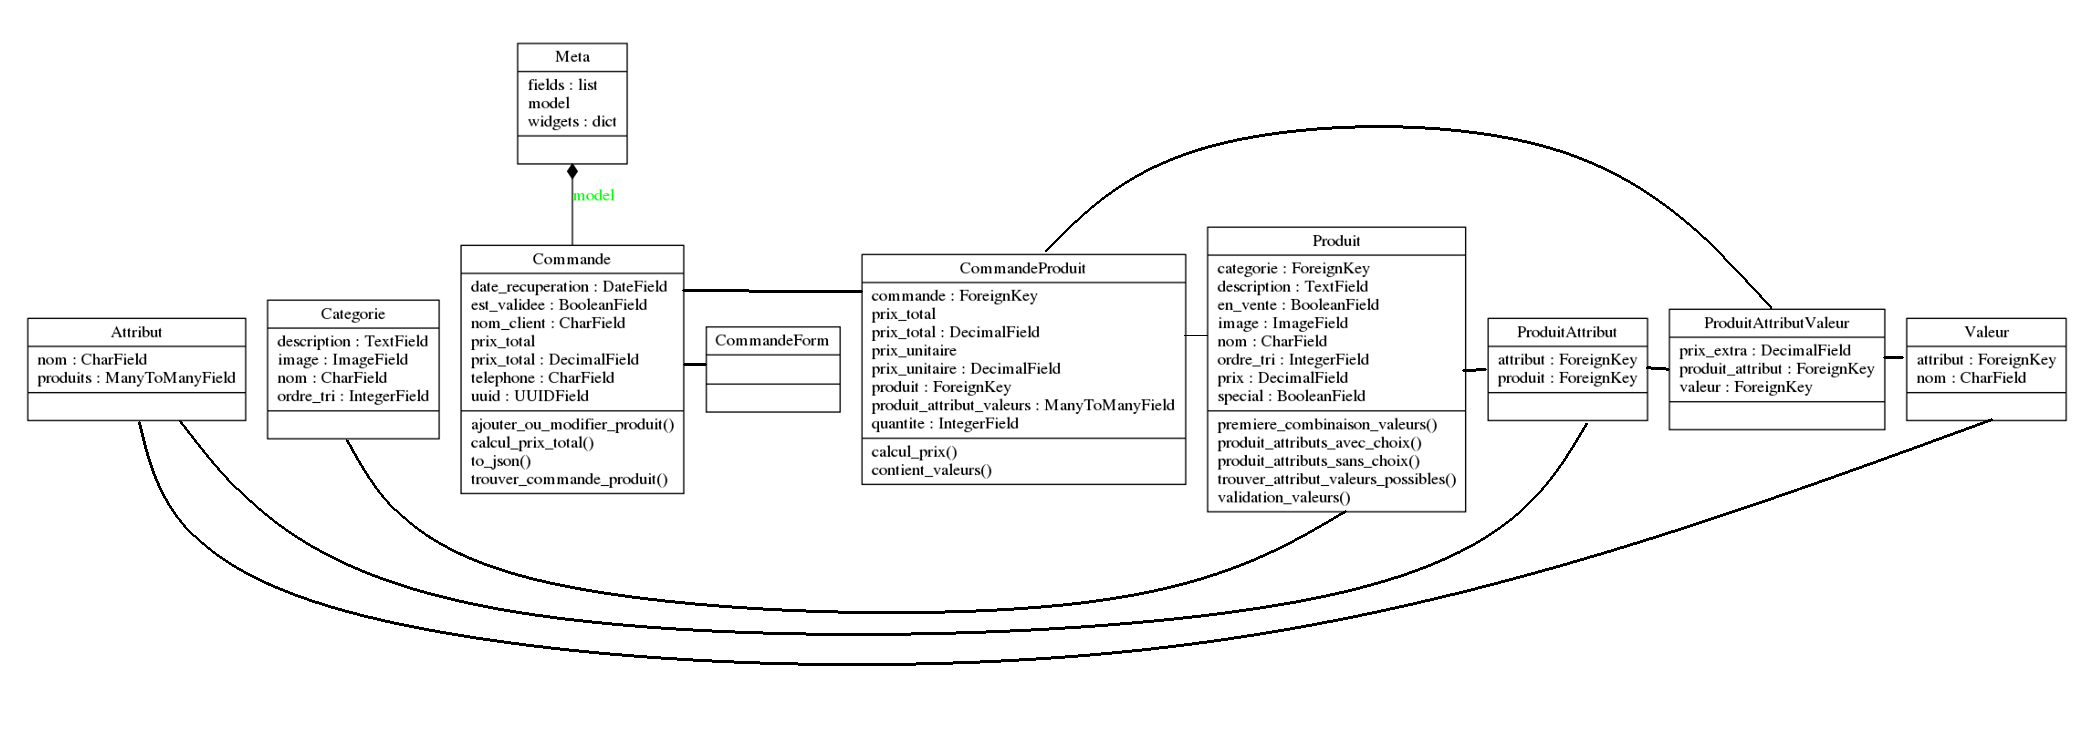 Meta
fields : list
model
widgets : dict
model
Attribut
nom : CharField
produits : ManyToManyField
Categorie
description : TextField
image : ImageField
nom : CharField
ordre_tri : IntegerField
Commande
date_recuperation : DateField
est_validee : BooleanField
nom_client : CharField
prix_total
prix_total : DecimalField
telephone : CharField
uuid : UUIDField
ajouter_ou_modifier_produit()
calcul_prix_total()
to_json()
trouver_commande_produit()
CommandeForm
CommandeProduit
commande : ForeignKey
prix_total
prix_total : DecimalField
prix_unitaire
prix_unitaire : DecimalField
produit : ForeignKey
produit_attribut_valeurs : ManyToManyField
quantite : IntegerField
calcul_prix()
contient_valeurs()
Produit
categorie : ForeignKey
description : TextField
en_vente : BooleanField
image : ImageField
nom : CharField
ordre_tri : IntegerField
prix : DecimalField
special : BooleanField
premiere_combinaison_valeurs()
produit_attributs_avec_choix()
produit_attributs_sans_choix()
trouver_attribut_valeurs_possibles()
validation_valeurs()
ProduitAttribut
attribut : ForeignKey
produit : ForeignKey
ProduitAttributValeur
prix_extra : DecimalField
produit_attribut : ForeignKey
valeur : ForeignKey
Valeur
attribut : ForeignKey
nom : CharField